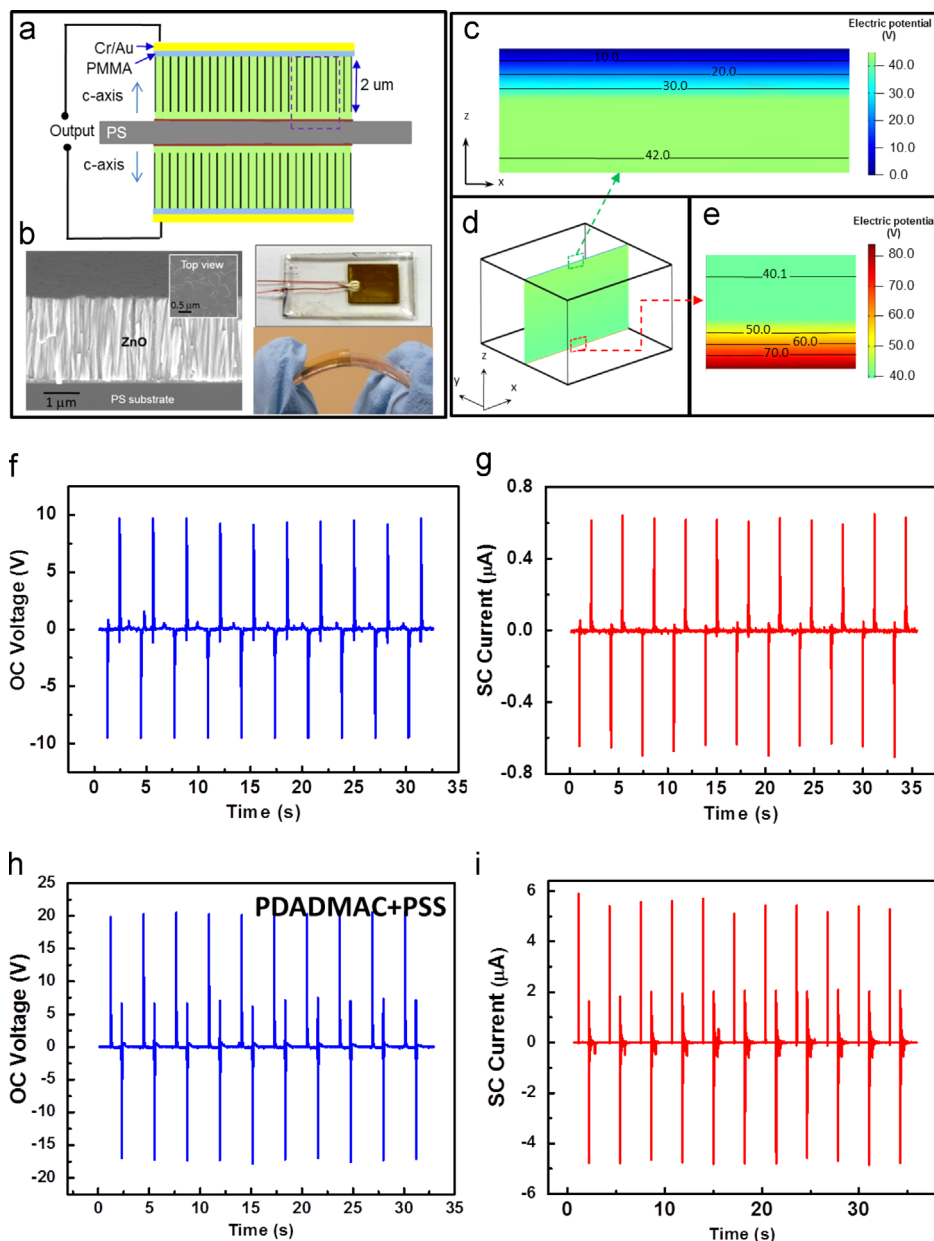 a
Cr/Au
PMMA
c-axis
2 um
Output
PS
c-axis
b
Top view
0.5 μm
ZnO
1 μm
PS substrate
c
Electric potential
(V)
10.0
20.0
30.0
42.0
40.0
30.0
20.0
10.0
0.0
z
x
d
z
y
x
e
Electric potential
(V)
40.1
50.0
60.0
70.0
80.0
70.0
60.0
50.0
40.0
f
OC Voltage (V)
10
5
0
-5
-10
0 5 10 15 20 25 30 35
Time (s)
g
SC Current (μA)
0.8
0.4
0.0
-0.4
-0.8
0 5 10 15 20 25 30 35
Time (s)
h
PDADMAC+PSS
OC Voltage (V)
25
20
15
10
5
0
-5
-10
-15
-20
0 5 10 15 20 25 30 35
Time (s)
i
SC Current (μA)
6
4
2
0
-2
-4
-6
0 10 20 30
Time (s)